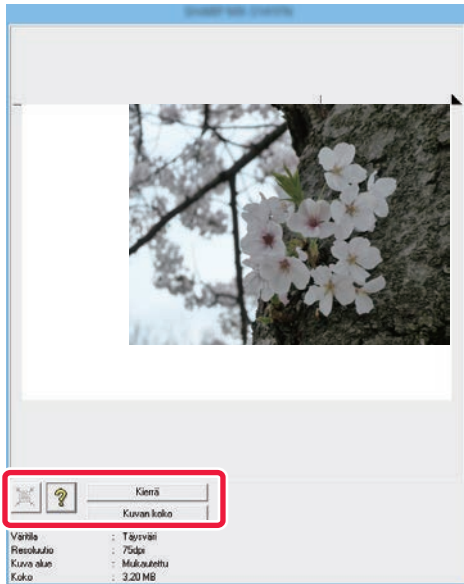 ?
Kierrä
Kuvan koko
Väritila : Täysväri
Resoluutio : 75dpi
Kuva alue : Mukautettu
Koko : 3,20 MB